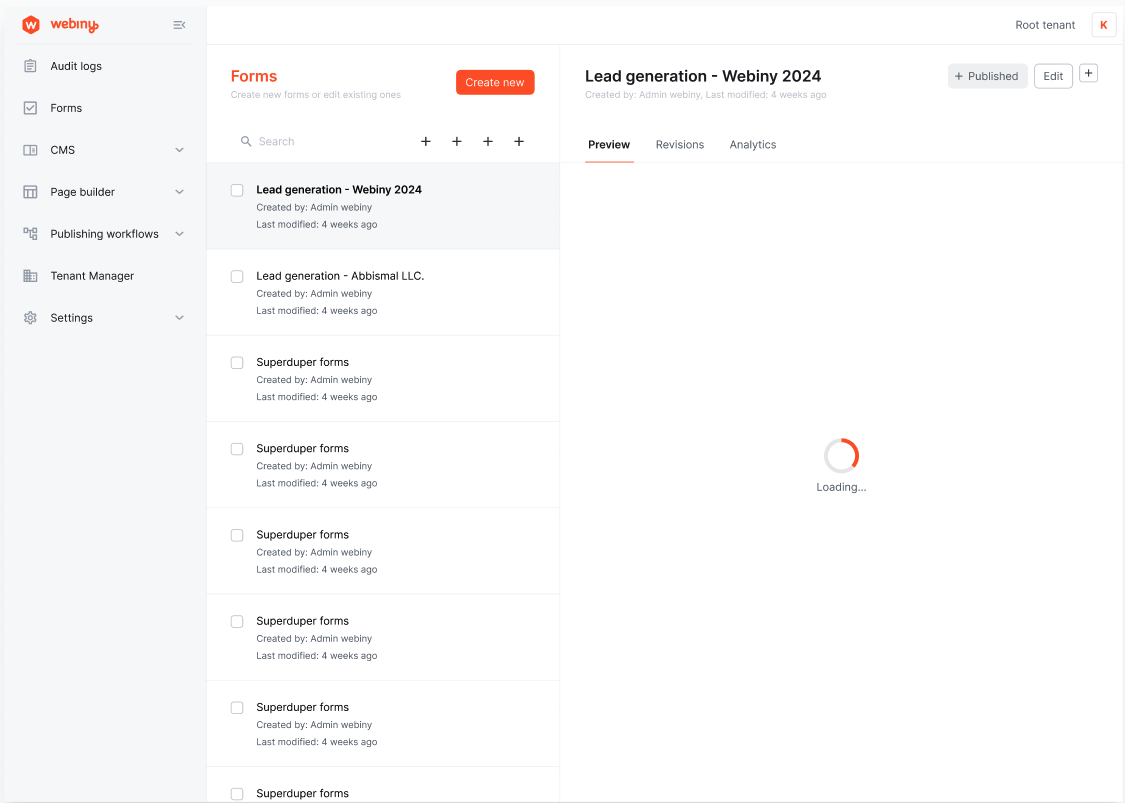 webiny
Root tenant
K
Audit logs
Forms
CMS
Page builder
Publishing workflows
Tenant Manager
Settings
Forms
Create new forms or edit existing ones
Create new
Search
Lead generation - Webiny 2024
Created by: Admin webiny
Last modified: 4 weeks ago
Lead generation - Abbismal LLC.
Created by: Admin webiny
Last modified: 4 weeks ago
Superduper forms
Created by: Admin webiny
Last modified: 4 weeks ago
Superduper forms
Created by: Admin webiny
Last modified: 4 weeks ago
Superduper forms
Created by: Admin webiny
Last modified: 4 weeks ago
Superduper forms
Created by: Admin webiny
Last modified: 4 weeks ago
Superduper forms
Created by: Admin webiny
Last modified: 4 weeks ago
Superduper forms
Lead generation - Webiny 2024
Created by: Admin webiny, Last modified: 4 weeks ago
+ Published
Edit
Preview Revisions Analytics
Loading...